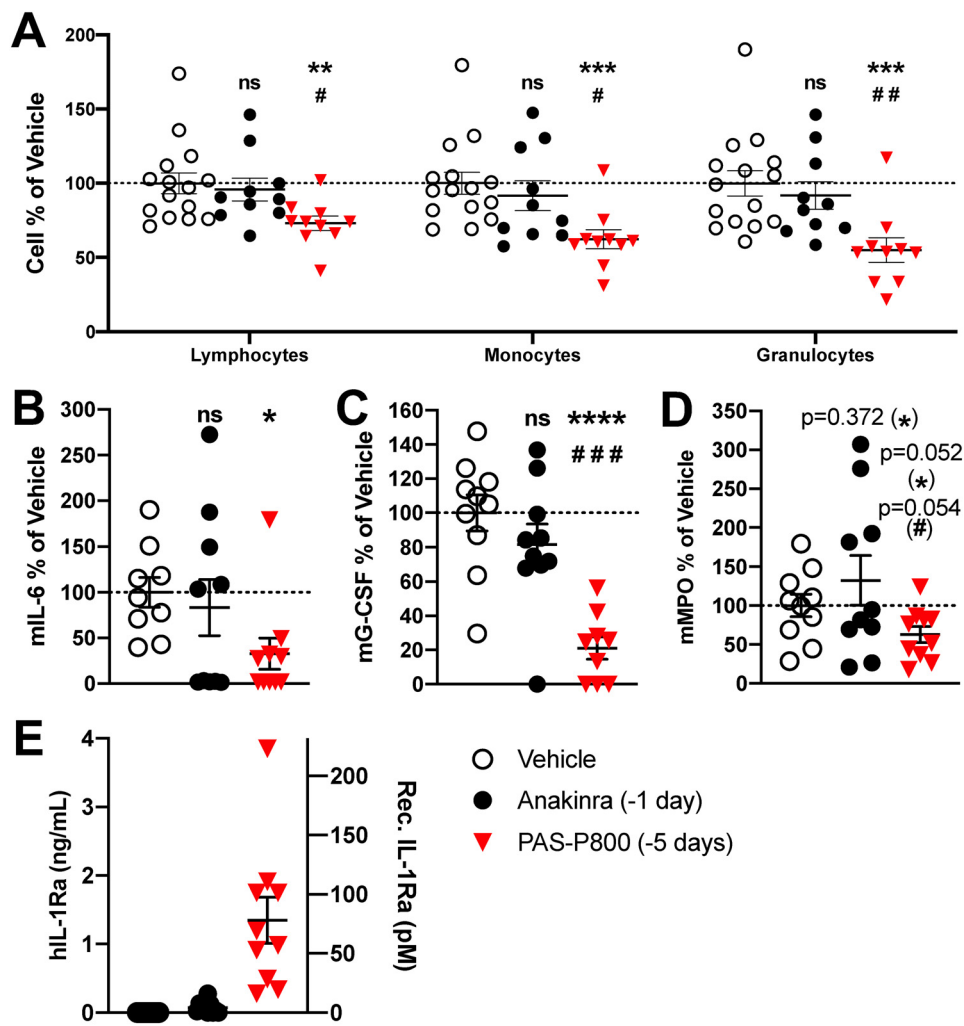 A
Cell % of Vehicle
200
150
100
50
0
ns
**
#
ns
***
#
ns
***
# #
Lymphocytes
Monocytes
Granulocytes
B
mIL-6 % of Vehicle
300
250
200
150
100
50
0
ns
*
C
mG-CSF % of Vehicle
160
140
120
100
80
60
40
20
0
ns
****
# # #
D
mMPO % of Vehicle
350
300
250
200
150
100
50
0
p=0.372 (*)
p=0.052
(*)
p=0.054
(#)
E
hIL-1Ra (ng/mL)
4
3
2
1
0
200
150
100
50
0
Rec. IL-1Ra (pM)
Vehicle
Anakinra (-1 day)
PAS-P800 (-5 days)